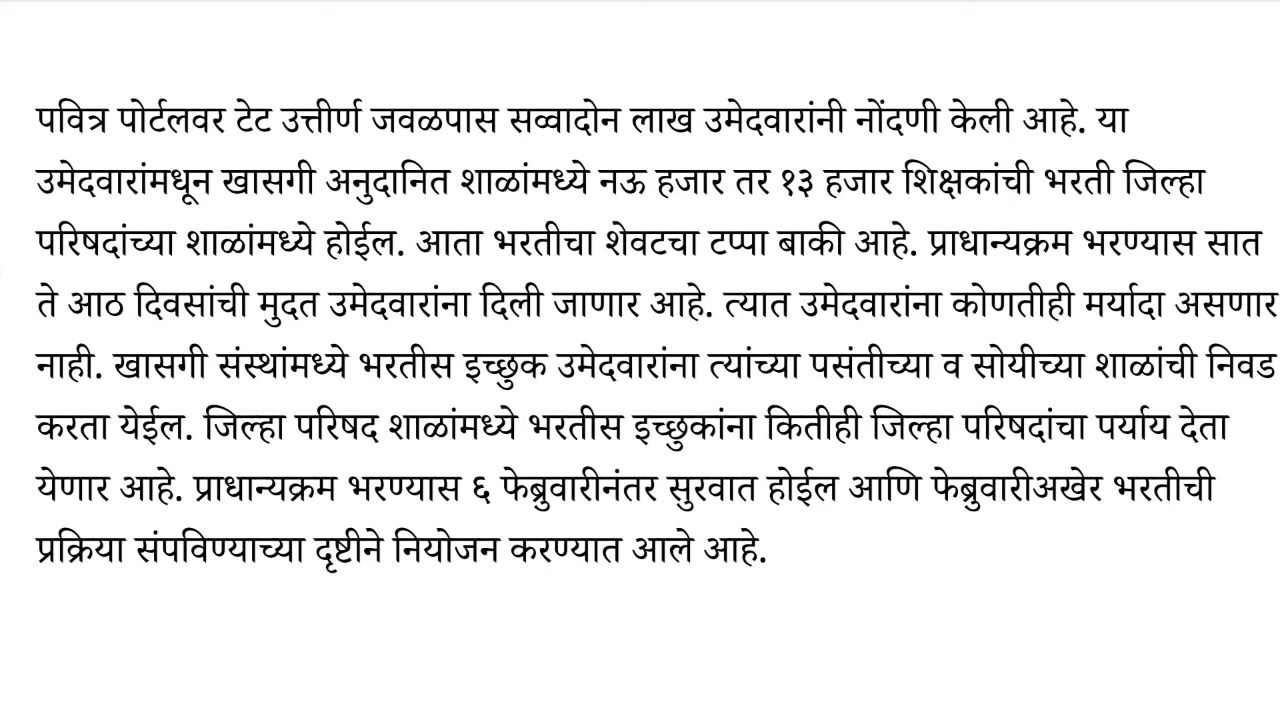 पवित्र पोर्टलवर टेट उत्तीर्ण जवळपास सव्वादोन लाख उमेदवारांनी नोंदणी केली आहे. या
उमेदवारांमधून खासगी अनुदानित शाळांमध्ये नऊ हजार तर १३ हजार शिक्षकांची भरती जिल्हा
परिषदांच्या शाळांमध्ये होईल. आता भरतीचा शेवटचा टप्पा बाकी आहे. प्राधान्यक्रम भरण्यास सात
ते आठ दिवसांची मुदत उमेदवारांना दिली जाणार आहे. त्यात उमेदवारांना कोणतीही मर्यादा असणार
नाही. खासगी संस्थांमध्ये भरतीस इच्छुक उमेदवारांना त्यांच्या पसंतीच्या व सोयीच्या शाळांची निवड
करता येईल. जिल्हा परिषद शाळांमध्ये भरतीस इच्छुकांना कितीही जिल्हा परिषदांचा पर्याय देता
येणार आहे. प्राधान्यक्रम भरण्यास ६ फेब्रुवारीनंतर सुरवात होईल आणि फेब्रुवारीअखेर भरतीची
प्रक्रिया संपविण्याच्या दृष्टीने नियोजन करण्यात आले आहे.